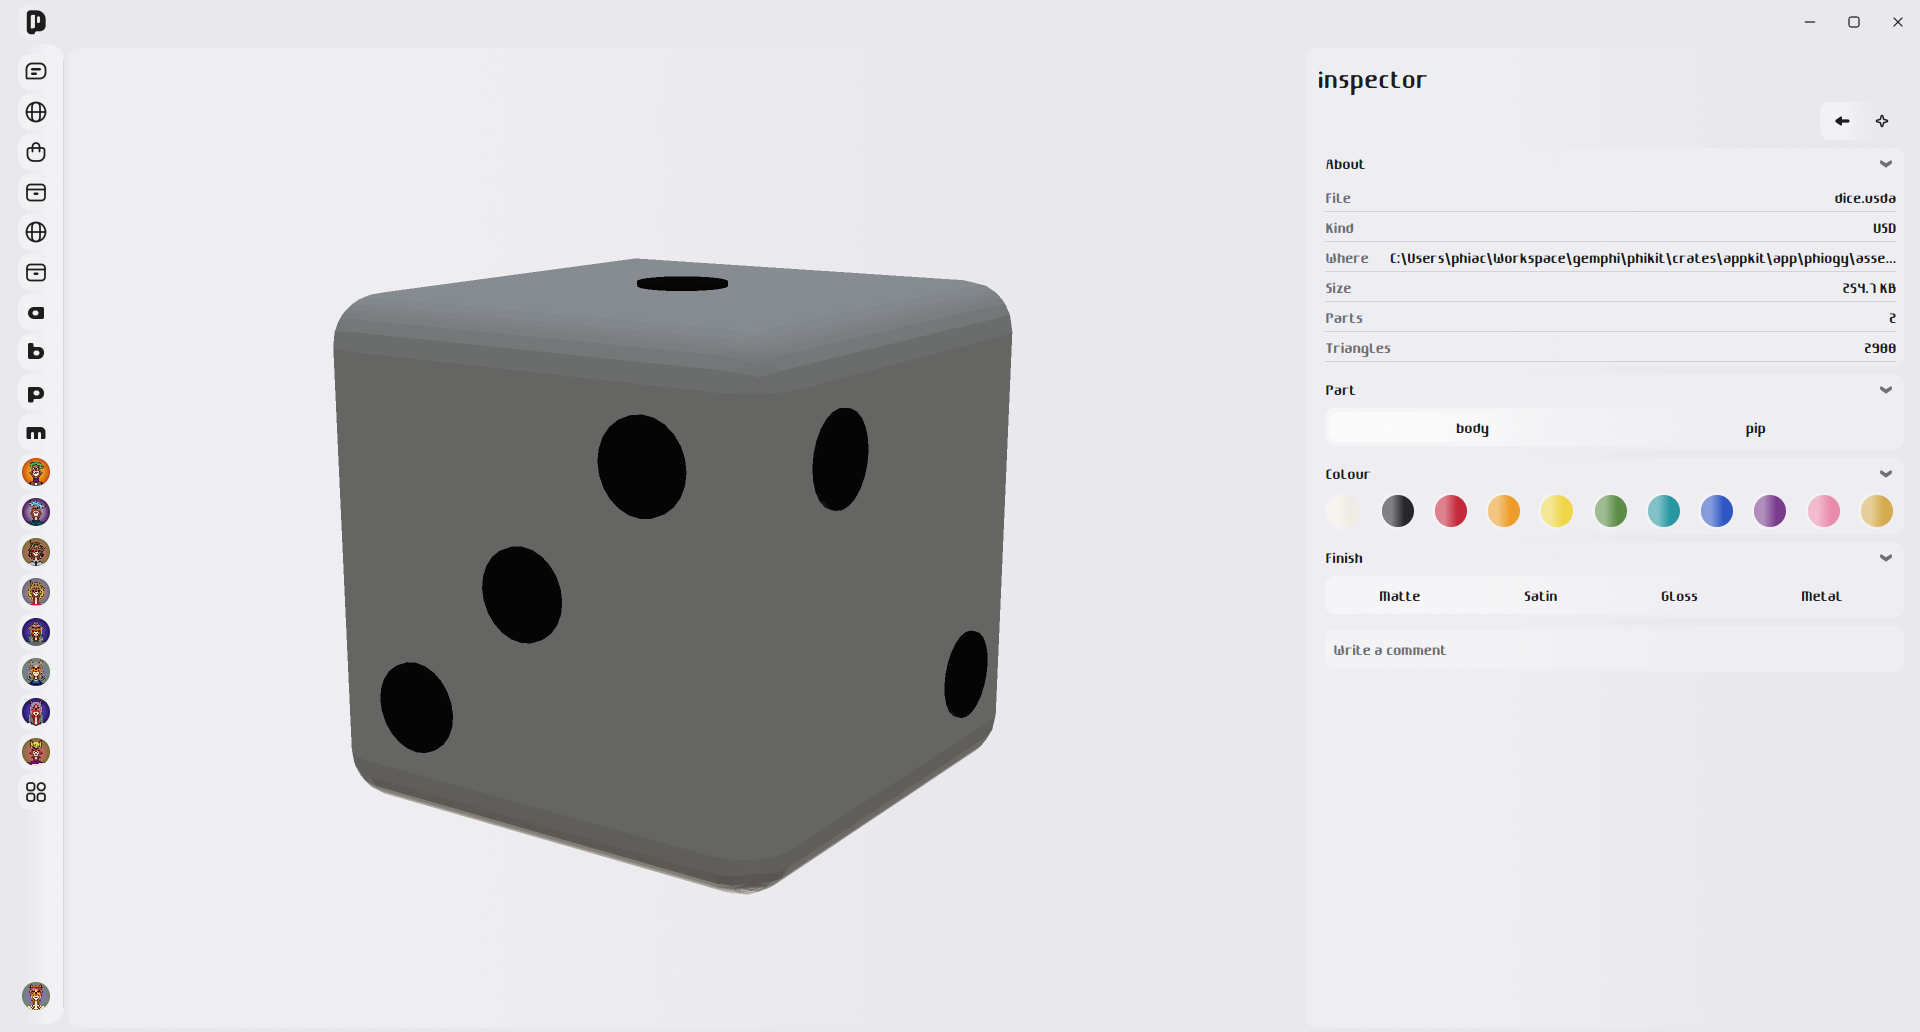 inspector
About
File dice.usda
Kind USD
Where C:\Users\phiac\Workspace\gemphi\phikit\crates\appkit\app\phiogy\asse...
Size 254.1 KB
Parts 2
Triangles 2988
Part
body pip
Colour
Finish
Matte Satin Gloss Metal
Write a comment
a
b
p
m